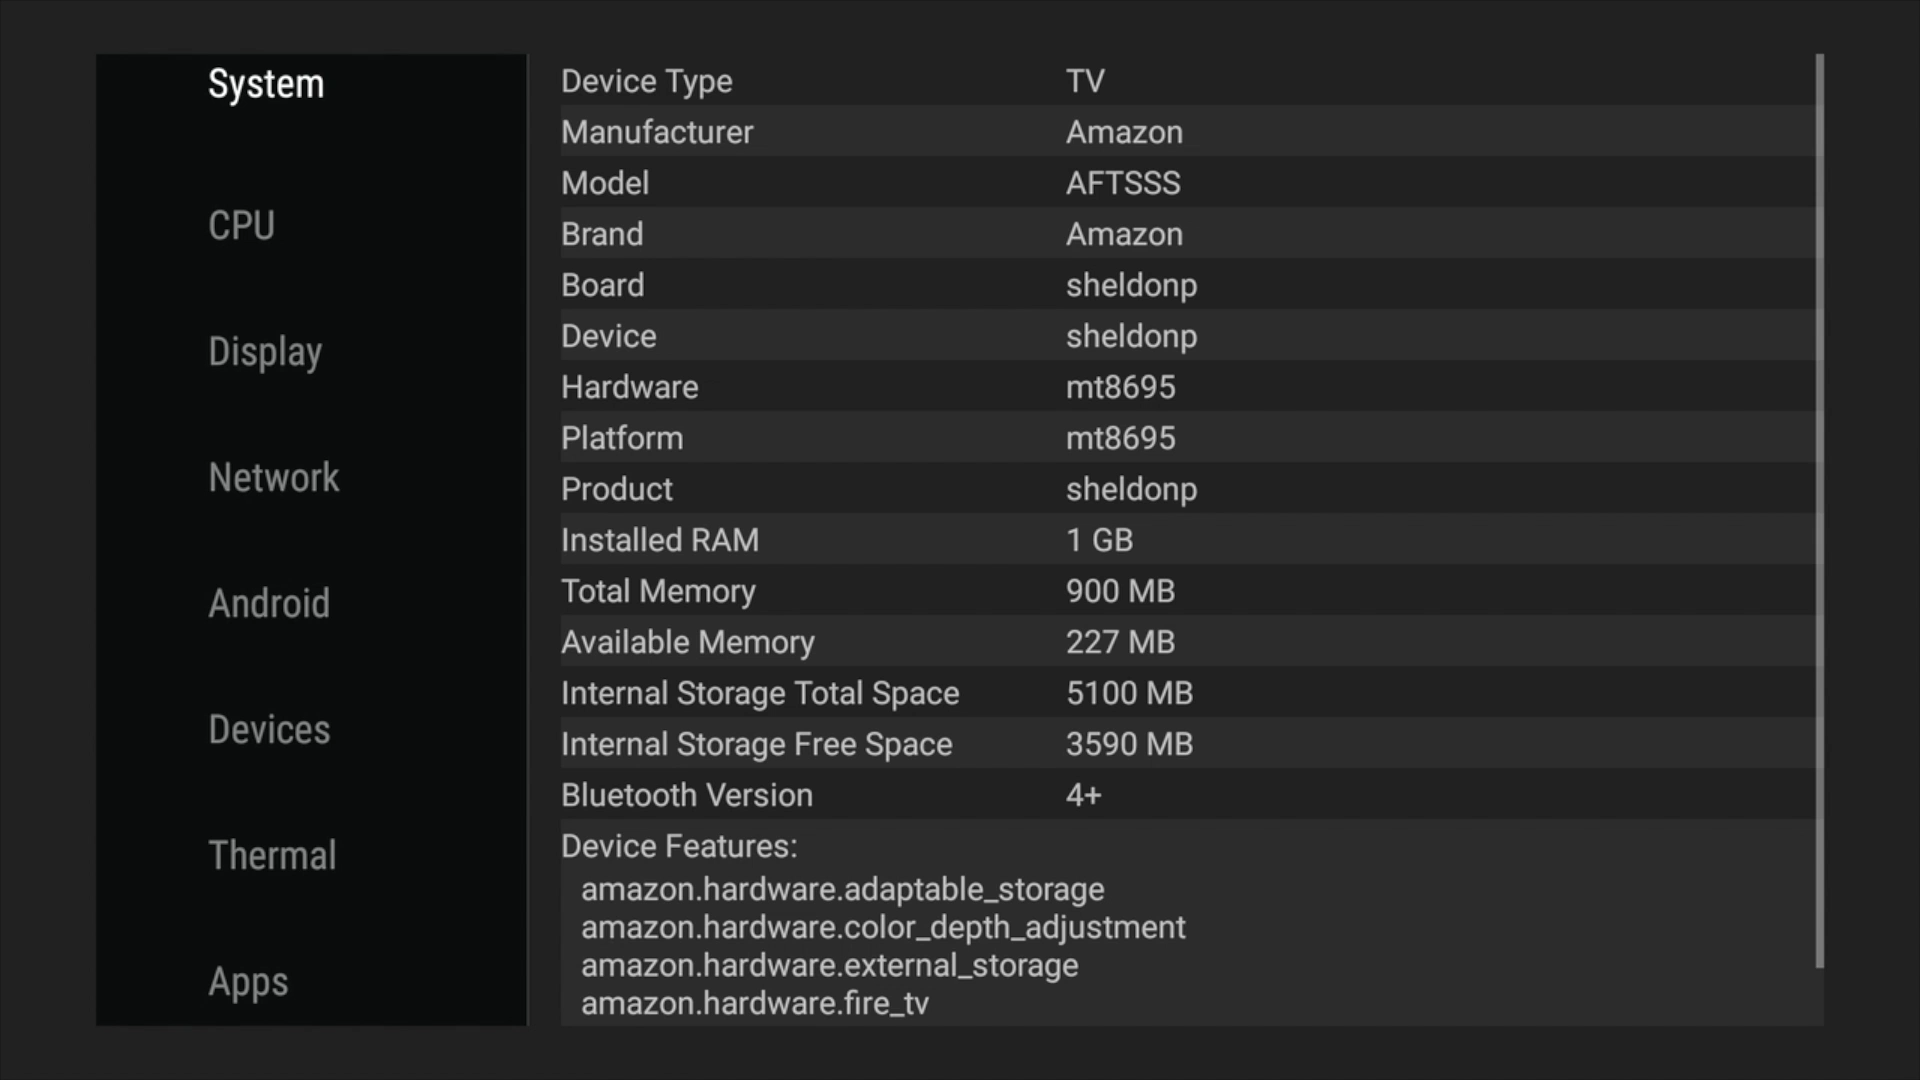 System
CPU
Display
Network
Android
Devices
Thermal
Apps
Device Type TV
Manufacturer Amazon
Model AFTSSS
Brand Amazon
Board sheldonp
Device sheldonp
Hardware mt8695
Platform mt8695
Product sheldonp
Installed RAM 1 GB
Total Memory 900 MB
Available Memory 227 MB
Internal Storage Total Space 5100 MB
Internal Storage Free Space 3590 MB
Bluetooth Version 4+
Device Features:
amazon.hardware.adaptable_storage
amazon.hardware.color_depth_adjustment
amazon.hardware.external_storage
amazon.hardware.fire_tv